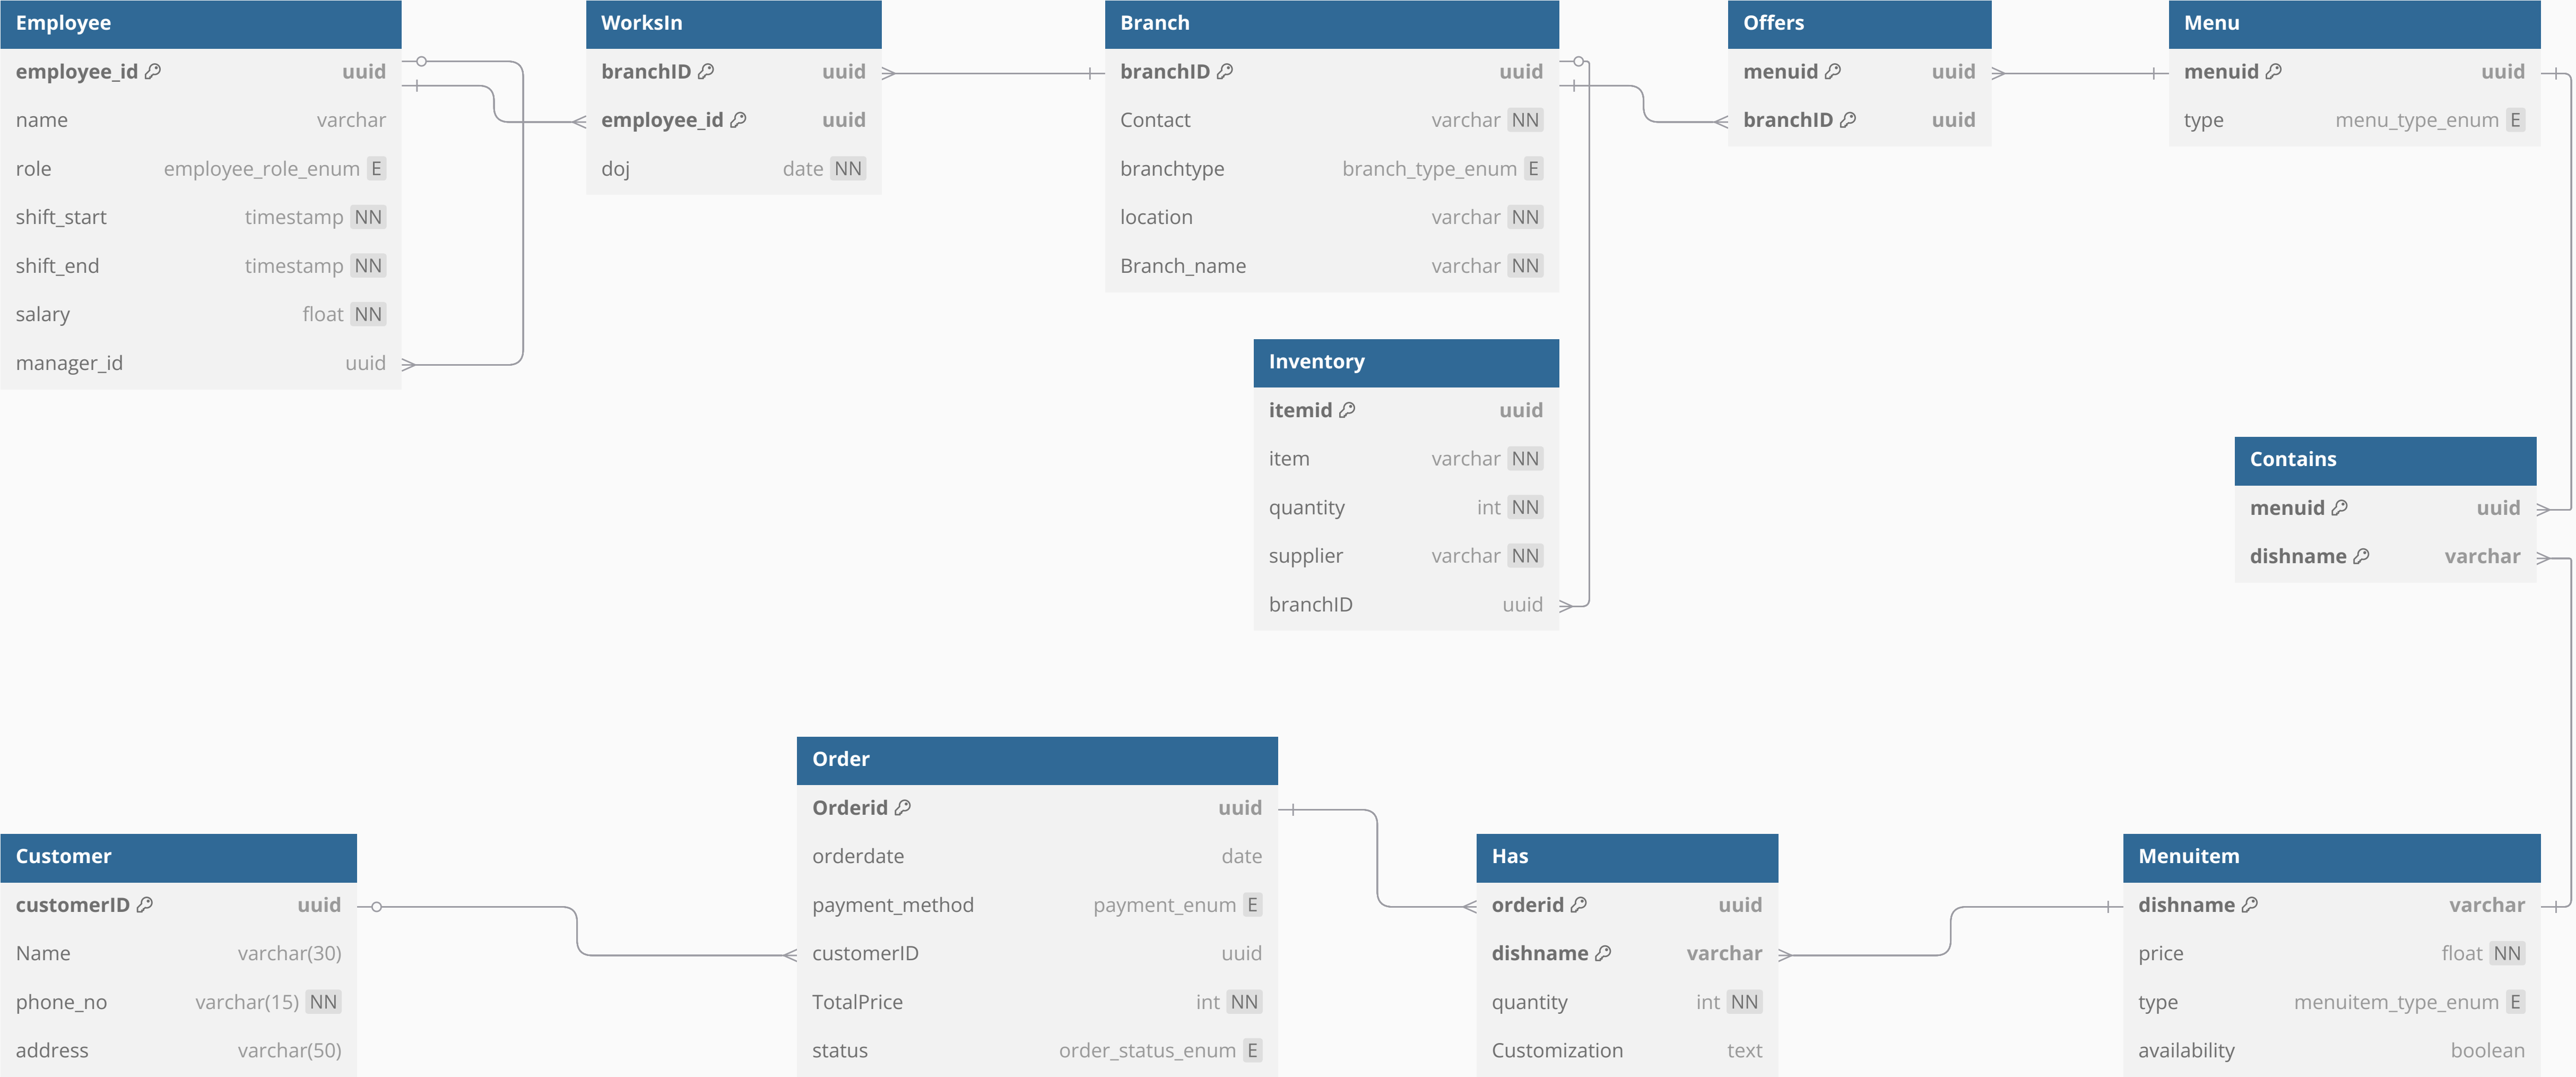 Employee
employee_id uuid
name varchar
role employee_role_enum E
shift_start timestamp NN
shift_end timestamp NN
salary float NN
manager_id uuid
WorksIn
branchID uuid
employee_id uuid
doj date NN
Branch
branchID uuid
Contact varchar NN
branchtype branch_type_enum E
location varchar NN
Branch_name varchar NN
Offers
menuid uuid
branchID uuid
Menu
menuid uuid
type menu_type_enum E
Inventory
itemid uuid
item varchar NN
quantity int NN
supplier varchar NN
branchID uuid
Contains
menuid uuid
dishname varchar
Customer
customerID uuid
Name varchar(30)
phone_no varchar(15) NN
address varchar(50)
Order
Orderid uuid
orderdate date
payment_method payment_enum E
customerID uuid
TotalPrice int NN
status order_status_enum E
Has
orderid uuid
dishname varchar
quantity int NN
Customization text
Menuitem
dishname varchar
price float NN
type menuitem_type_enum E
availability boolean